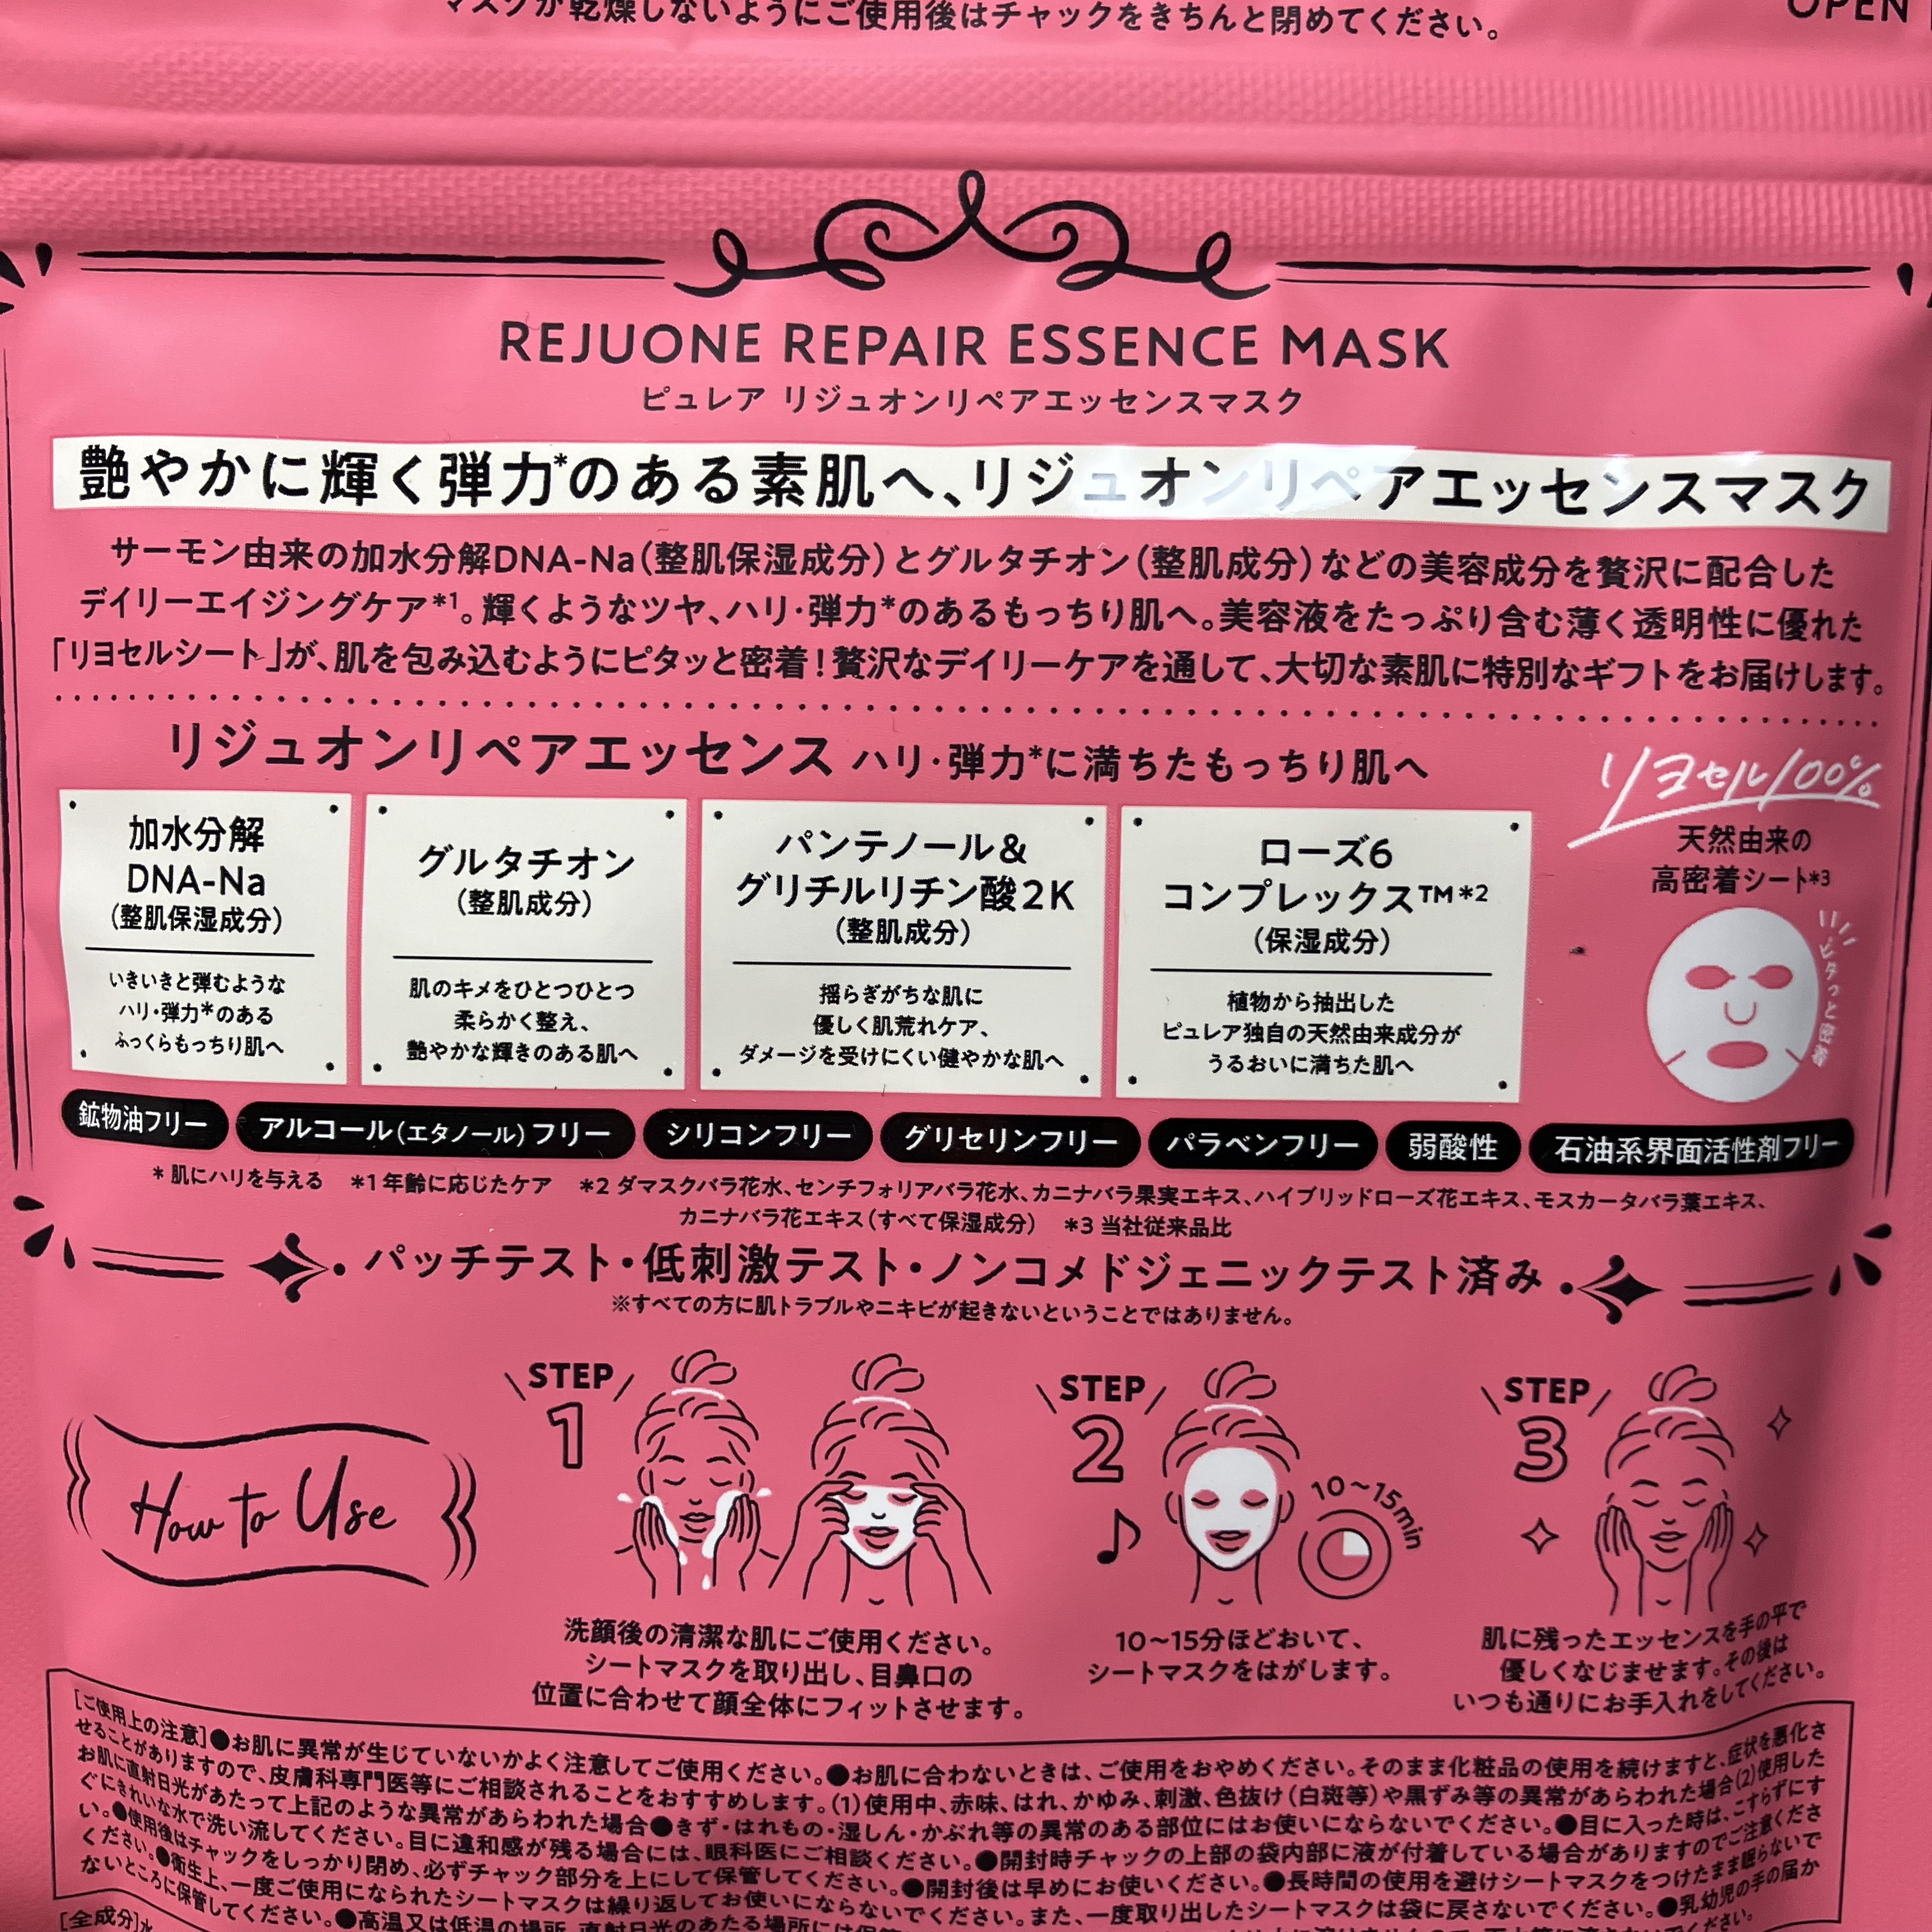 マスクが乾燥しないようにご使用後はチャックをきちんと閉めてください。
OPEN
REJUONE REPAIR ESSENCE MASK
ピュレア リジュオンリペアエッセンスマスク
艶やかに輝く弾力*のある素肌へ、リジュオンリペアエッセンスマスク
サーモン由来の加水分解DNA-Na(整肌保湿成分)とグルタチオン(整肌成分)などの美容成分を贅沢に配合した
デイリーエイジングケア*1。輝くようなツヤ、ハリ・弾力*のあるもっちり肌へ。美容液をたっぷり含む薄く透明性に優れた
「リヨセルシート」が、肌を包み込むようにピタッと密着!贅沢なデイリーケアを通して、大切な素肌に特別なギフトをお届けします。
リジュオンリペアエッセンス ハリ・弾力*に満ちたもっちり肌へ
加水分解
DNA-Na
(整肌保湿成分)
いきいきと弾むような
ハリ・弾力*のある
ふっくらもっちり肌へ
グルタチオン
(整肌成分)
肌のキメをひとつひとつ
柔らかく整え、
艶やかな輝きのある肌へ
パンテノール&
グリチルリチン酸2K
(整肌成分)
揺らぎがちな肌に
優しく肌荒れケア、
ダメージを受けにくい健やかな肌へ
ローズ6
コンプレックス™*2
(保湿成分)
植物から抽出した
ピュレア独自の天然由来成分が
うるおいに満ちた肌へ
リヨセル100%
天然由来の
高密着シート*3
ピタっと密着
鉱物油フリー
アルコール(エタノール)フリー
シリコンフリー
グリセリンフリー
パラベンフリー
弱酸性
石油系界面活性剤フリー
*肌にハリを与える *1 年齢に応じたケア *2 ダマスクバラ花水、センチフォリアバラ花水、カニナバラ果実エキス、ハイブリッドローズ花エキス、モスカータバラ葉エキス、
カニナバラ花エキス(すべて保湿成分) *3 当社従来品比
パッチテスト・低刺激テスト・ノンコメドジェニックテスト済み
※すべての方に肌トラブルやニキビが起きないということではありません。
How to Use
STEP
1
洗顔後の清潔な肌にご使用ください。
シートマスクを取り出し、目鼻口の
位置に合わせて顔全体にフィットさせます。
STEP
2
10~15min
10~15分ほどおいて、
シートマスクをはがします。
STEP
3
肌に残ったエッセンスを手の平で
優しくなじませます。その後は
いつも通りにお手入れをしてください。
[ご使用上の注意]●お肌に異常が生じていないかよく注意してご使用ください。●お肌に合わないときは、ご使用をおやめください。そのまま化粧品の使用を続けますと、症状を悪化さ
せることがありますので、皮膚科専門医等にご相談されることをおすすめします。(1)使用中、赤味、はれ、かゆみ、刺激、色抜け(白斑等)や黒ずみ等の異常があらわれた場合(2)使用した
お肌に直射日光があたって上記のような異常があらわれた場合●きず・はれもの・湿しん・かぶれ等の異常のある部位にはお使いにならないでください。●目に入った時は、こすらずにす
ぐにきれいな水で洗い流してください。目に違和感が残る場合には、眼科医にご相談ください。●開封時チャックの上部の袋内部に液が付着している場合がありますのでご注意くださ
い。●使用後はチャックをしっかり閉め、必ずチャック部分を上にして保管してください。●開封後は早めにお使いください。●長時間の使用を避けシートマスクをつけたまま眠らないで
ください。●衛生上、一度ご使用になられたシートマスクは繰り返してお使いにならないでください。また、一度取り出したシートマスクは袋に戻さないでください。●乳幼児の手の届か
ないところに保管してください。●高温又は低温の場所、直射日光のあたる場所には保管
[全成分]水